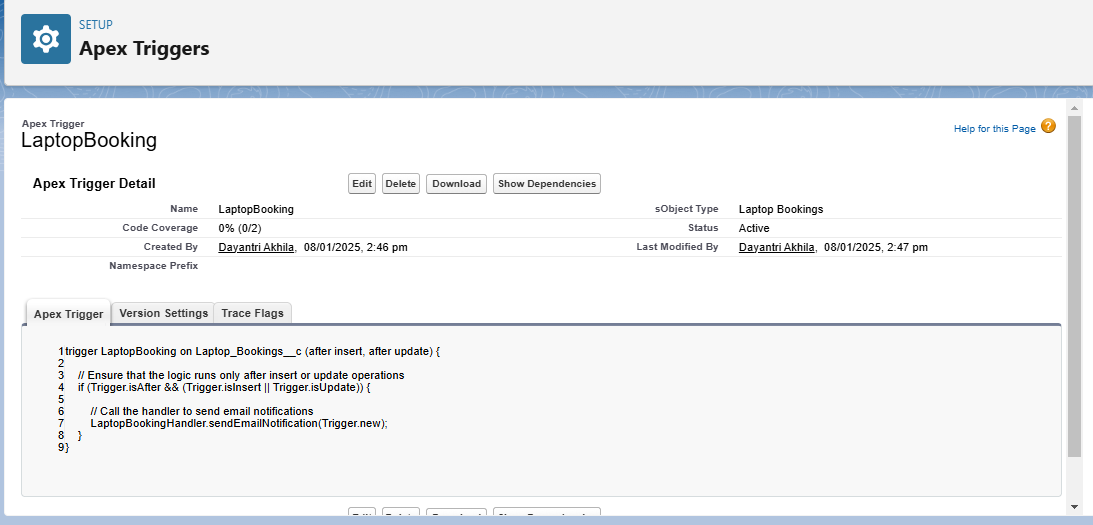 SETUP
Apex Triggers
Apex Trigger
LaptopBooking
Help for this Page ?
Apex Trigger Detail
Edit Delete Download Show Dependencies
Name LaptopBooking sObject Type Laptop Bookings
Code Coverage 0% (0/2) Status Active
Created By Dayantri Akhila, 08/01/2025, 2:46 pm Last Modified By Dayantri Akhila, 08/01/2025, 2:47 pm
Namespace Prefix
Apex Trigger Version Settings Trace Flags
1trigger LaptopBooking on Laptop_Bookings__c (after insert, after update) {
2
3 // Ensure that the logic runs only after insert or update operations
4 if (Trigger.isAfter && (Trigger.isInsert || Trigger.isUpdate)) {
5
6 // Call the handler to send email notifications
7 LaptopBookingHandler.sendEmailNotification(Trigger.new);
8 }
9}